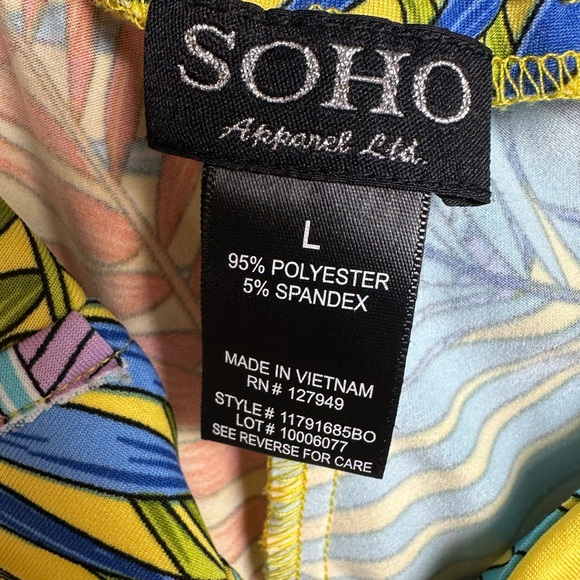 SOHO
Apparel Ltd.
L
95% POLYESTER
5% SPANDEX
MADE IN VIETNAM
RN# 127949
STYLE# 11791685BO
LOT# 10006077
SEE REVERSE FOR CARE